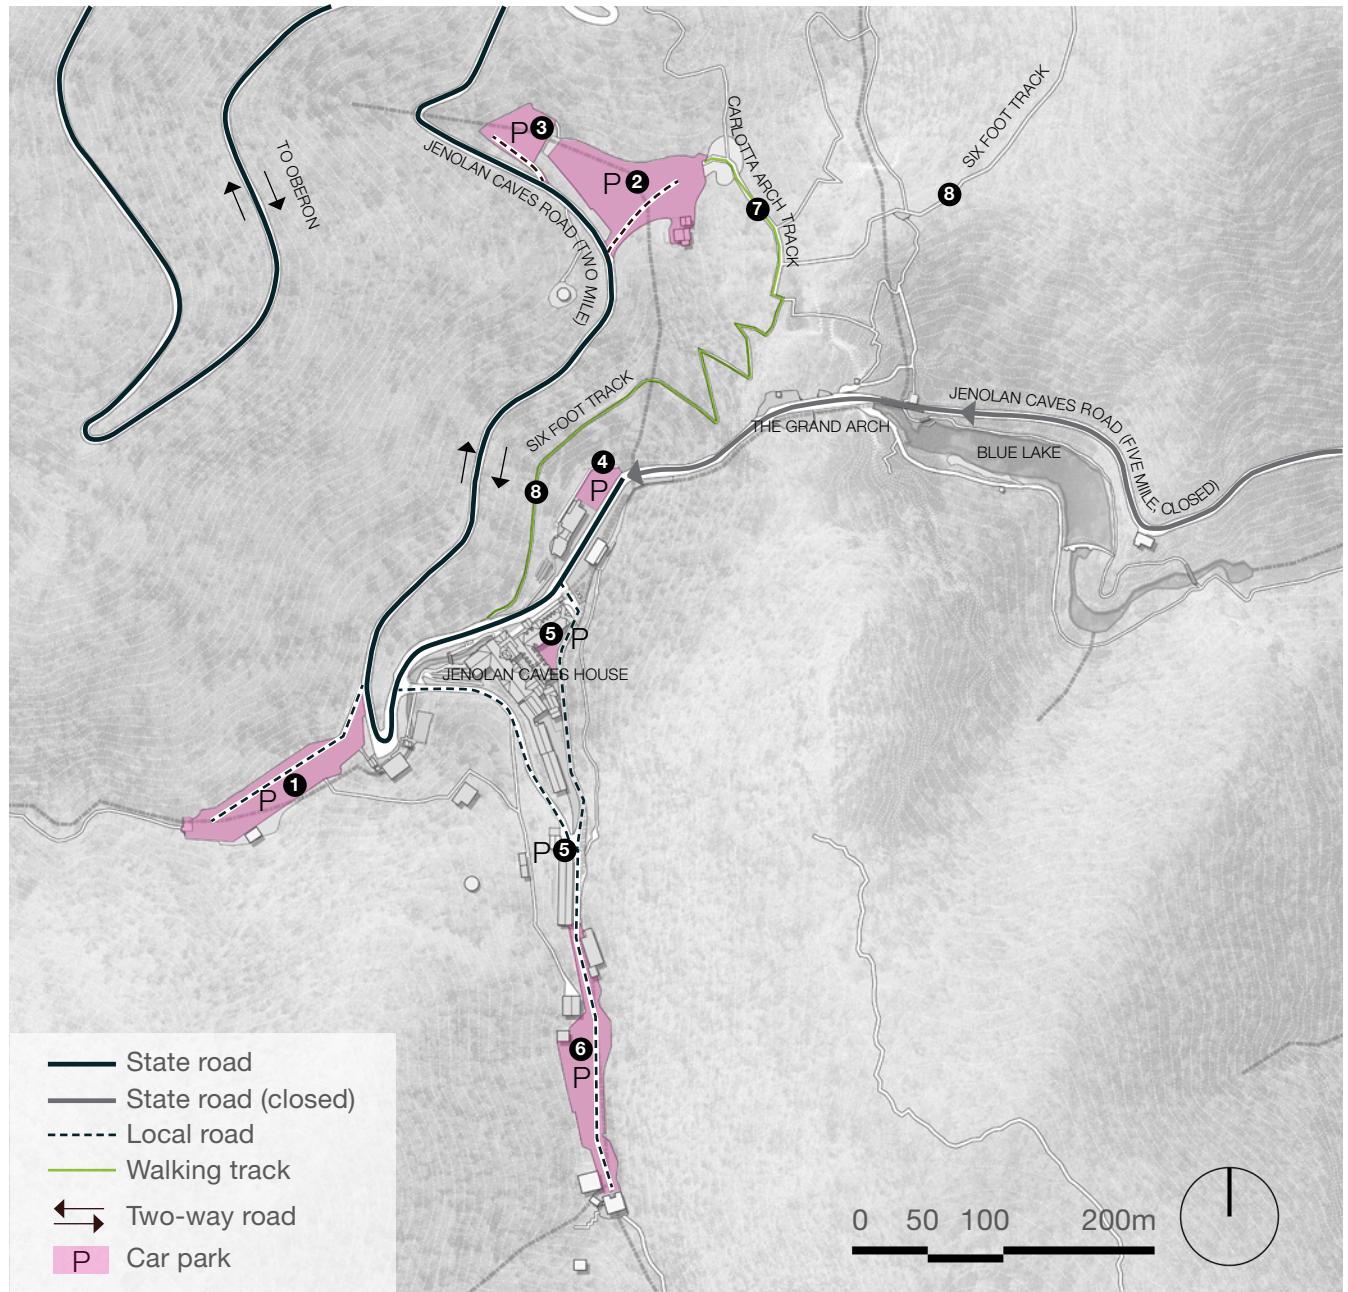 P 3
P 2
CARLOTTA ARCH TRACK
7
SIX FOOT TRACK
8
TO OBERON
JENOLAN CAVES ROAD (TWO MILE)
SIX FOOT TRACK
8
4
P
THE GRAND ARCH
JENOLAN CAVES ROAD (FIVE MIILE, CLOSED)
BLUE LAKE
5 P
JENOLAN CAVES HOUSE
P 1
P 5
6
P
State road
State road (closed)
Local road
Walking track
Two-way road
P Car park
0 50 100 200m